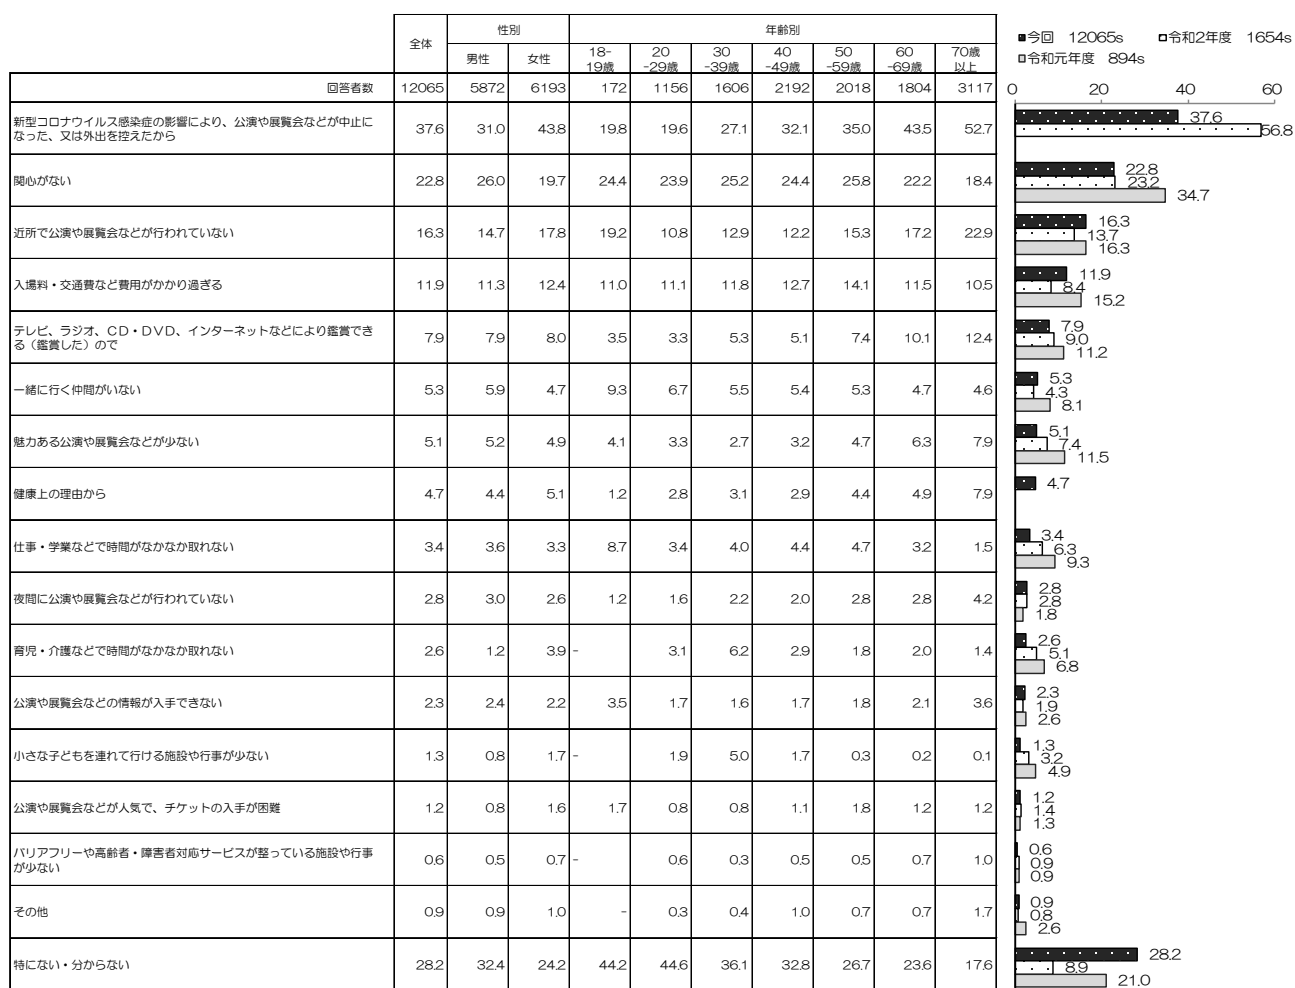 全体 性別 年齢別
男性 女性 18-19歳 20-29歳 30-39歳 40-49歳 50-59歳 60-69歳 70歳以上
■今回 12065s □令和2年度 1654s
□令和元年度 894s
回答者数 12065 5872 6193 172 1156 1606 2192 2018 1804 3117
0 20 40 60
新型コロナウイルス感染症の影響により、公演や展覧会などが中止に
なった、又は外出を控えたから
37.6 31.0 43.8 19.8 19.6 27.1 32.1 35.0 43.5 52.7
37.6
56.8
関心がない 22.8 26.0 19.7 24.4 23.9 25.2 24.4 25.8 22.2 18.4
22.8
23.2
34.7
近所で公演や展覧会などが行われていない 16.3 14.7 17.8 19.2 10.8 12.9 12.2 15.3 17.2 22.9
16.3
13.7
16.3
入場料・交通費など費用がかかり過ぎる 11.9 11.3 12.4 11.0 11.1 11.8 12.7 14.1 11.5 10.5
11.9
8.4
15.2
テレビ、ラジオ、CD・DVD、インターネットなどにより鑑賞でき
る（鑑賞した）ので
7.9 7.9 8.0 3.5 3.3 5.3 5.1 7.4 10.1 12.4
7.9
9.0
11.2
一緒に行く仲間がいない 5.3 5.9 4.7 9.3 6.7 5.5 5.4 5.3 4.7 4.6
5.3
4.3
8.1
魅力ある公演や展覧会などが少ない 5.1 5.2 4.9 4.1 3.3 2.7 3.2 4.7 6.3 7.9
5.1
7.4
11.5
健康上の理由から 4.7 4.4 5.1 1.2 2.8 3.1 2.9 4.4 4.9 7.9
4.7
仕事・学業などで時間がなかなか取れない 3.4 3.6 3.3 8.7 3.4 4.0 4.4 4.7 3.2 1.5
3.4
6.3
9.3
夜間に公演や展覧会などが行われていない 2.8 3.0 2.6 1.2 1.6 2.2 2.0 2.8 2.8 4.2
2.8
2.8
1.8
育児・介護などで時間がなかなか取れない 2.6 1.2 3.9 - 3.1 6.2 2.9 1.8 2.0 1.4
2.6
5.1
6.8
公演や展覧会などの情報が入手できない 2.3 2.4 2.2 3.5 1.7 1.6 1.7 1.8 2.1 3.6
2.3
1.9
2.6
小さな子どもを連れて行ける施設や行事が少ない 1.3 0.8 1.7 - 1.9 5.0 1.7 0.3 0.2 0.1
1.3
3.2
4.9
公演や展覧会などが人気で、チケットの入手が困難 1.2 0.8 1.6 1.7 0.8 0.8 1.1 1.8 1.2 1.2
1.2
1.4
1.3
バリアフリーや高齢者・障害者対応サービスが整っている施設や行事
が少ない
0.6 0.5 0.7 - 0.6 0.3 0.5 0.5 0.7 1.0
0.6
0.9
0.9
その他 0.9 0.9 1.0 - 0.3 0.4 1.0 0.7 0.7 1.7
0.9
0.8
2.6
特にない・分からない 28.2 32.4 24.2 44.2 44.6 36.1 32.8 26.7 23.6 17.6
28.2
8.9
21.0